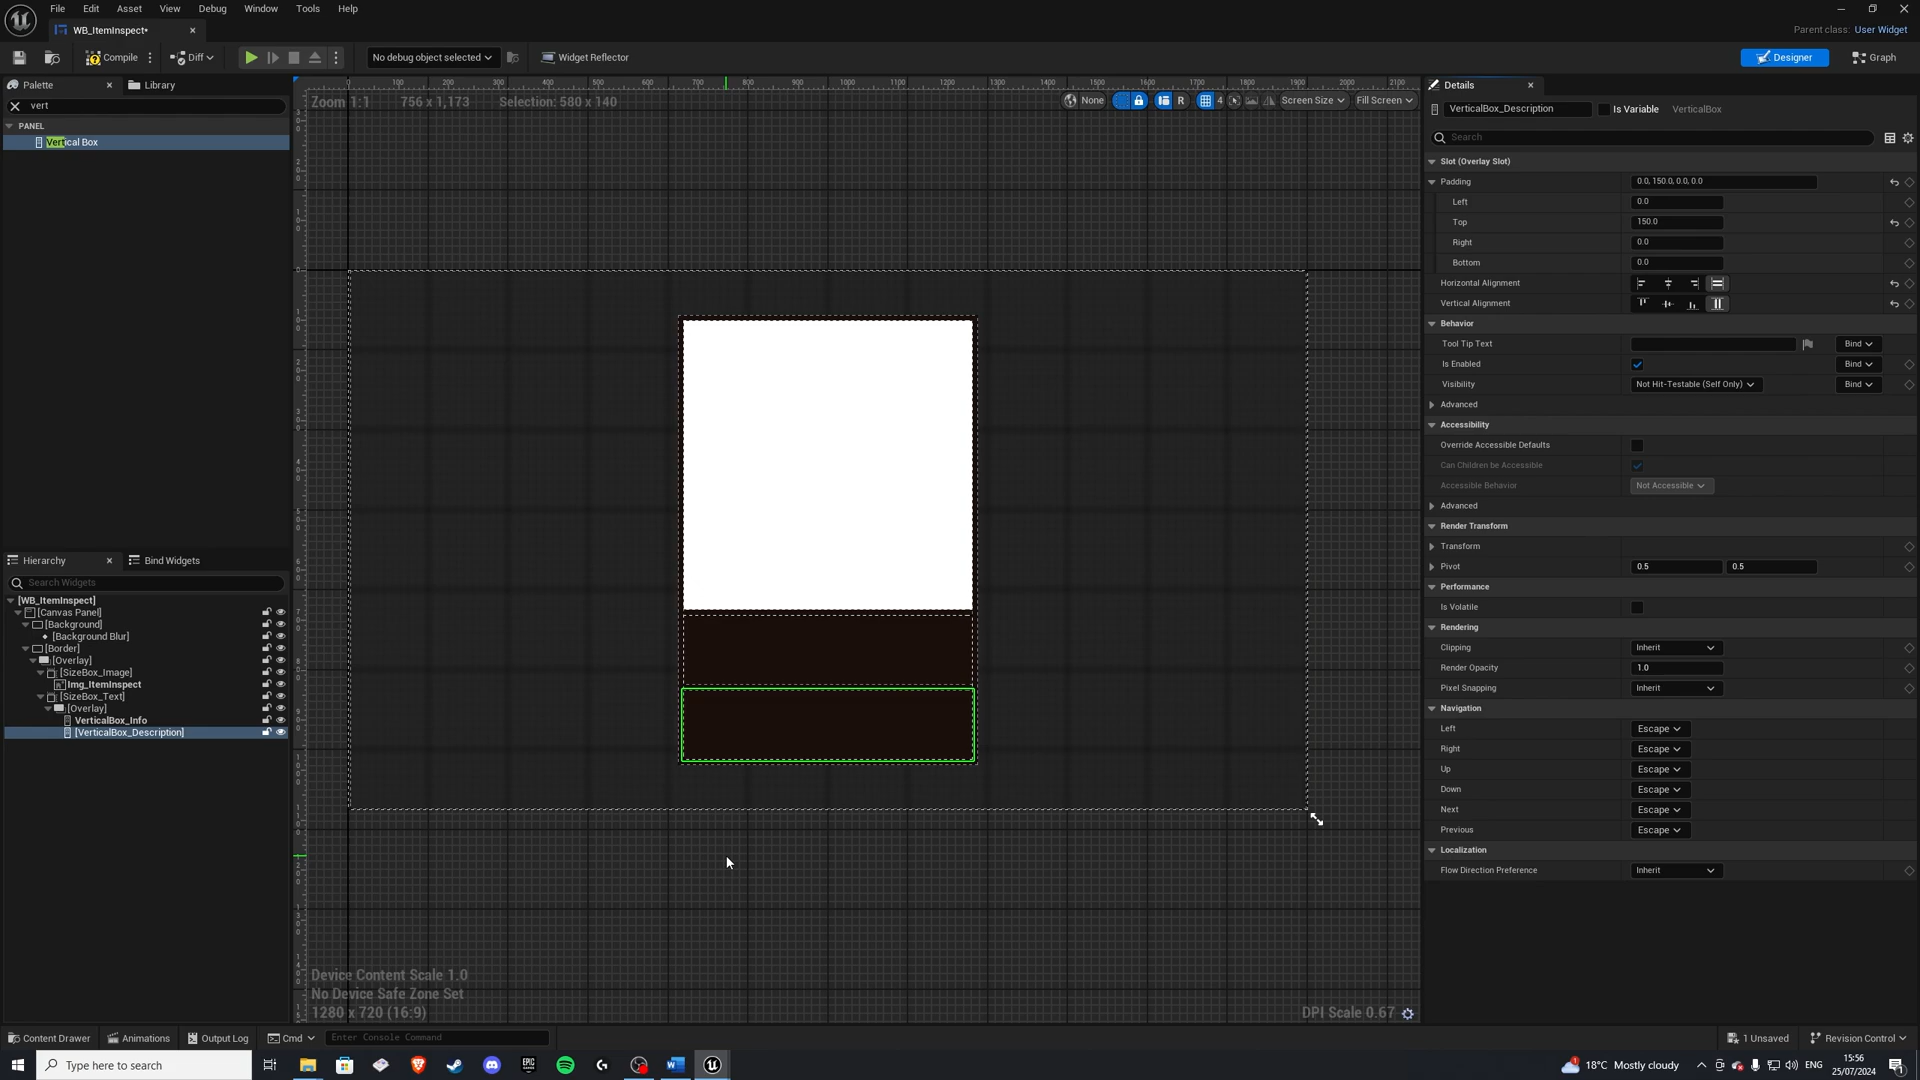 File Edit Asset View Debug Window Tools Help
WB_ItemInspect•
Parent class: User Widget
Compile Diff No debug object selected Widget Reflector Designer Graph
Palette Library
vert
PANEL
Vertical Box
Zoom 1:1 756 x 1,173 Selection: 580 x 140
None R 4 Screen Size Fill Screen
Hierarchy Bind Widgets
Search Widgets
[WB_ItemInspect]
[Canvas Panel]
[Background]
[Background Blur]
[Border]
[Overlay]
[SizeBox_Image]
Img_ItemInspect
[SizeBox_Text]
[Overlay]
VerticalBox_Info
[VerticalBox_Description]
Device Content Scale 1.0
No Device Safe Zone Set
1280 x 720 (16:9)
DPI Scale 0.67
Details
VerticalBox_Description Is Variable VerticalBox
Search
Slot (Overlay Slot)
Padding 0.0, 150.0, 0.0, 0.0
Left 0.0
Top 150.0
Right 0.0
Bottom 0.0
Horizontal Alignment
Vertical Alignment
Behavior
Tool Tip Text Bind
Is Enabled Bind
Visibility Not Hit-Testable (Self Only) Bind
Advanced
Accessibility
Override Accessible Defaults
Can Children be Accessible
Accessible Behavior Not Accessible
Advanced
Render Transform
Transform
Pivot 0.5 0.5
Performance
Is Volatile
Rendering
Clipping Inherit
Render Opacity 1.0
Pixel Snapping Inherit
Navigation
Left Escape
Right Escape
Up Escape
Down Escape
Next Escape
Previous Escape
Localization
Flow Direction Preference Inherit
Content Drawer Animations Output Log Cmd Enter Console Command 1 Unsaved Revision Control
Type here to search
18°C Mostly cloudy ENG 15:56
25/07/2024